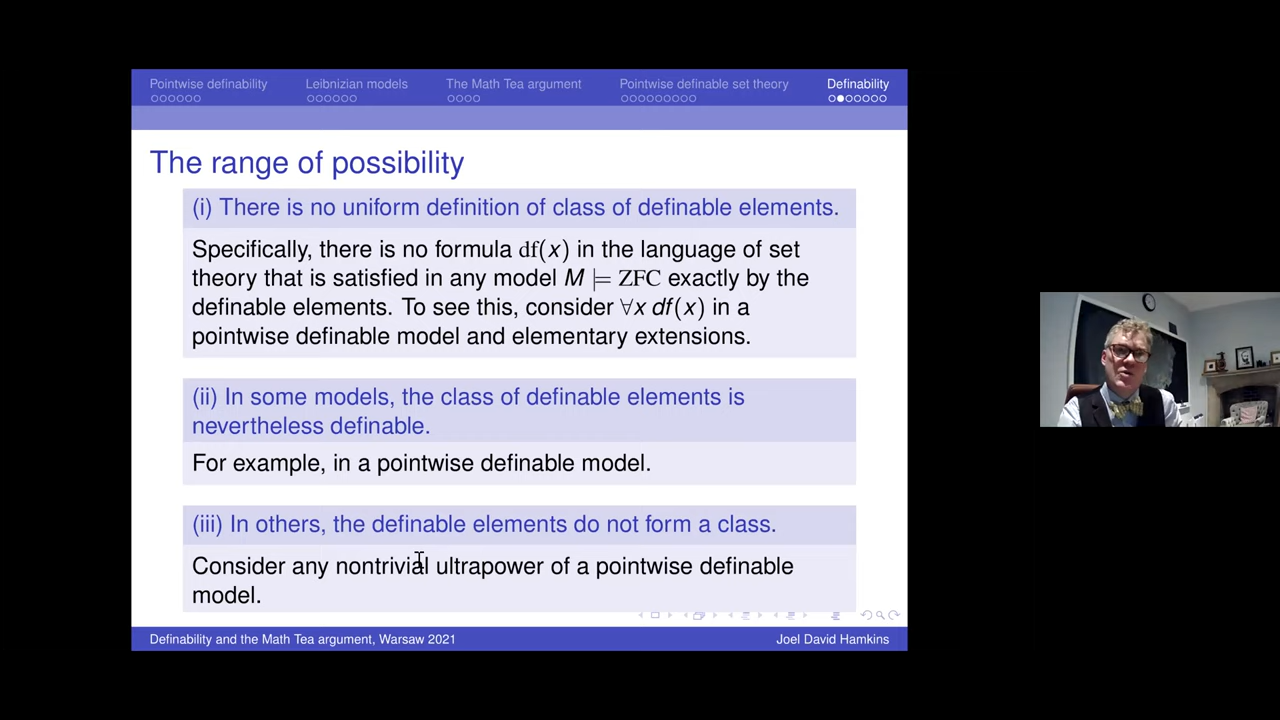 Pointwise definability Leibnizian models The Math Tea argument Pointwise definable set theory Definability
The range of possibility
(i) There is no uniform definition of class of definable elements.
Specifically, there is no formula df(x) in the language of set
theory that is satisfied in any model M ⊨ ZFC exactly by the
definable elements. To see this, consider ∀x df(x) in a
pointwise definable model and elementary extensions.
(ii) In some models, the class of definable elements is
nevertheless definable.
For example, in a pointwise definable model.
(iii) In others, the definable elements do not form a class.
Consider any nontrivial ultrapower of a pointwise definable
model.
Definability and the Math Tea argument, Warsaw 2021 Joel David Hamkins